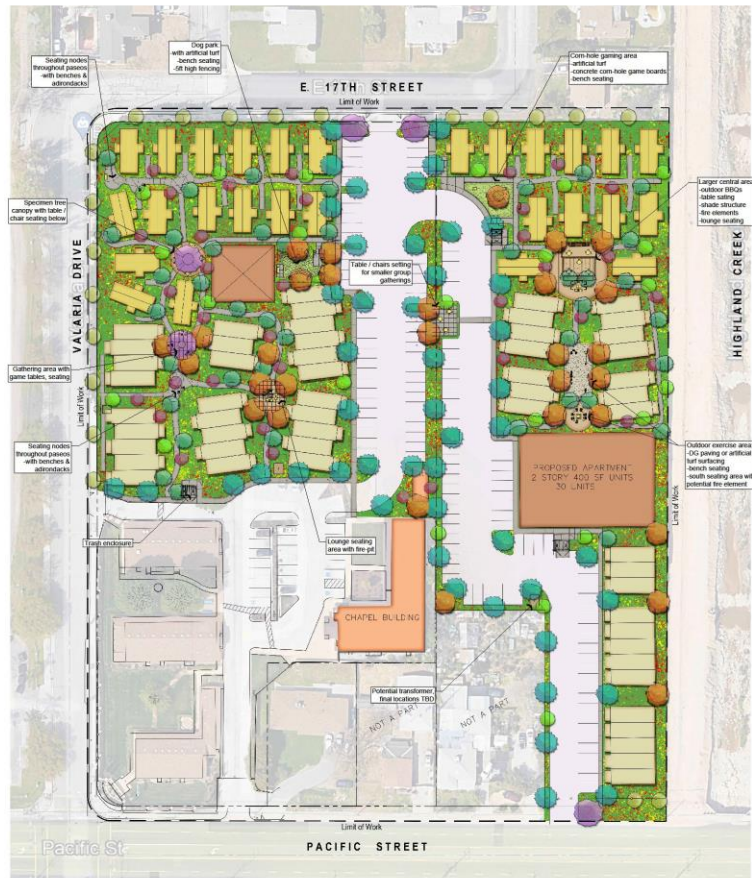 Dog park
-with artificial turf
-bench seating
-5ft high fencing
Seating nodes
throughout paseos
-with benches &
adirondacks
Corn-hole gaming area
-artificial turf
-concrete corn-hole game boards
-bench seating
E. 17TH STREET
Limit of Work
Larger central area
-outdoor BBQs
-table sating
-shade structure
-fire elements
-lounge seating
Specimen tree
canopy with table /
chair seating below
VALARIA DRIVE
HIGHLAND CREEK
Table / chairs setting
for smaller group
gatherings
Gathering area with
game tables, seating
Limit of Work
Seating nodes
throughout paseos
-with benches &
adirondacks
Outdoor exercise area
-DG paving or artificial
turf surfacing
-bench seating
-south seating area wit
potential fire element
PROPOSED APARTMENT
2 STORY 400 SF UNITS
30 UNITS
Limit of Work
Trash enclosure
Lounge seating
area with fire-pit
CHAPEL BUILDING
Potential transformer,
final locations TBD
NOT A PART
NOT A PART
Limit of Work
Pacific St
PACIFIC STREET